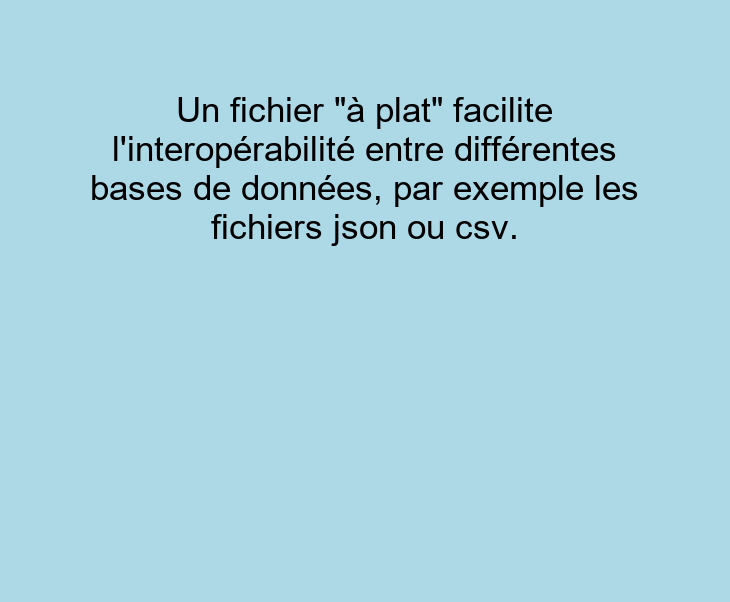 Un fichier "à plat" facilite
l'interopérabilité entre différentes
bases de données, par exemple les
fichiers json ou csv.